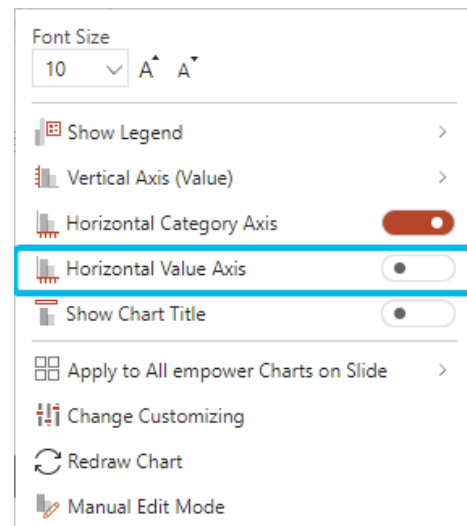 Font Size
10 A A
Show Legend
Vertical Axis (Value)
Horizontal Category Axis
Horizontal Value Axis
Show Chart Title
Apply to All empower Charts on Slide
Change Customizing
Redraw Chart
Manual Edit Mode